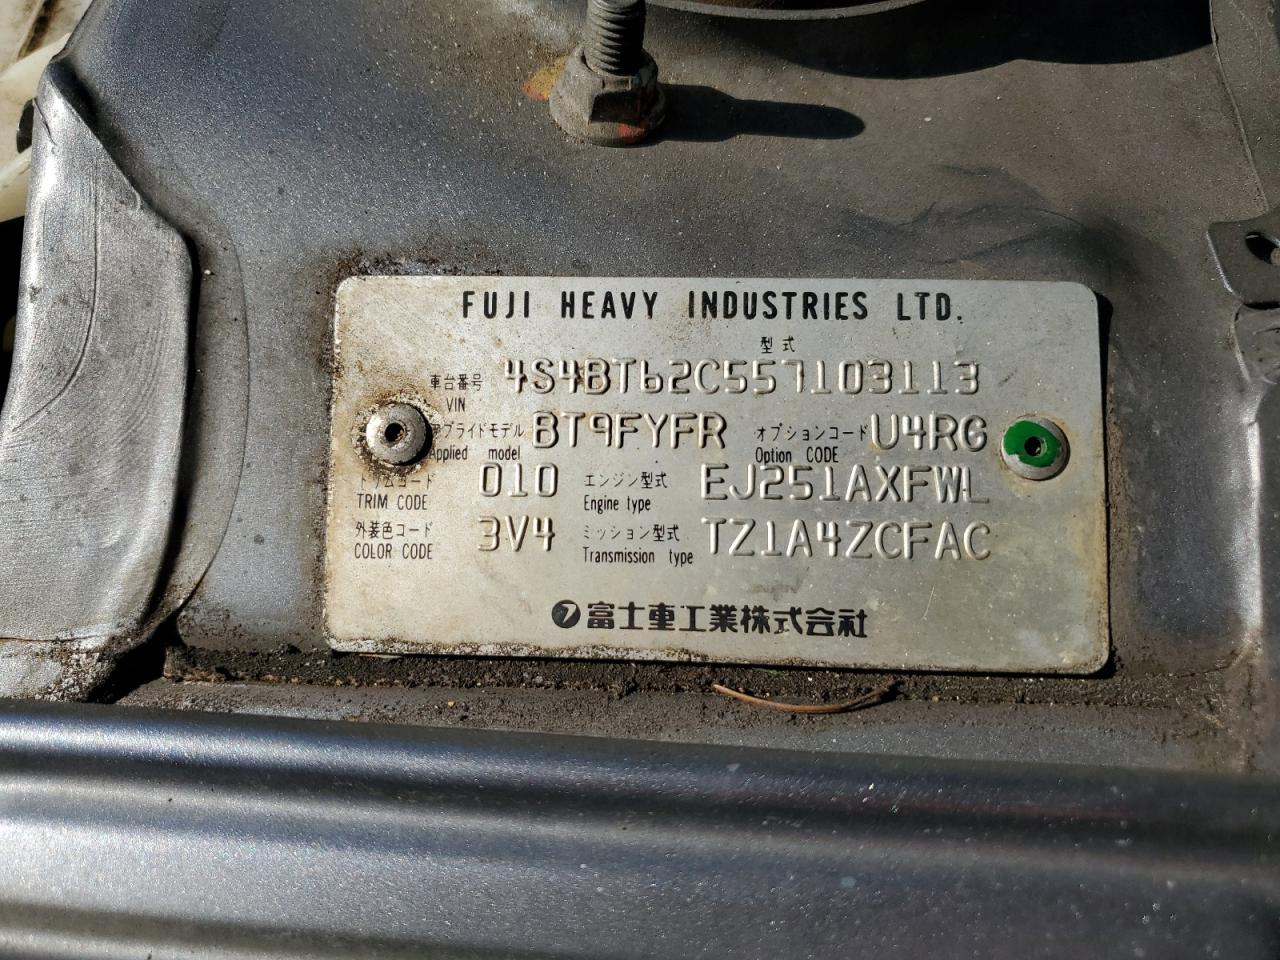 FUJI HEAVY INDUSTRIES LTD.
型式
車台番号 VIN 4S4BT62C557103113
アプライドモデル Applied model BT9FYFR オプションコード Option CODE U4RG
トリムコード TRIM CODE 010 エンジン型式 Engine type EJ251AXFWL
外装色コード COLOR CODE 3V4 ミッション型式 Transmission type TZ1A4ZCFAC
富士重工業株式会社